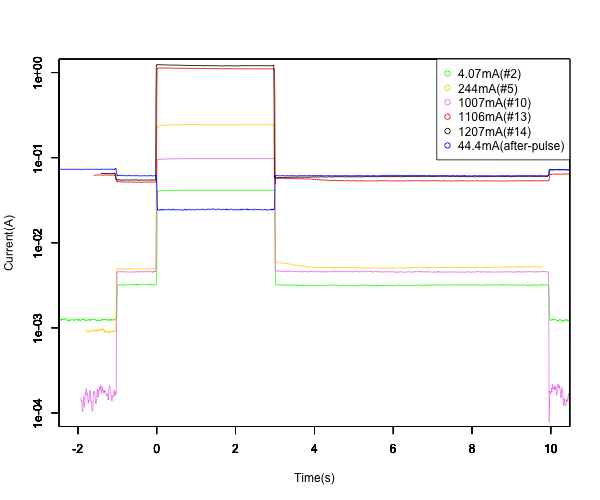 4.07mA(#2)
244mA(#5)
1007mA(#10)
1106mA(#13)
1207mA(#14)
44.4mA(after-pulse)
1e+00
1e-01
1e-02
1e-03
1e-04
Current(A)
-2 0 2 4 6 8 10
Time(s)